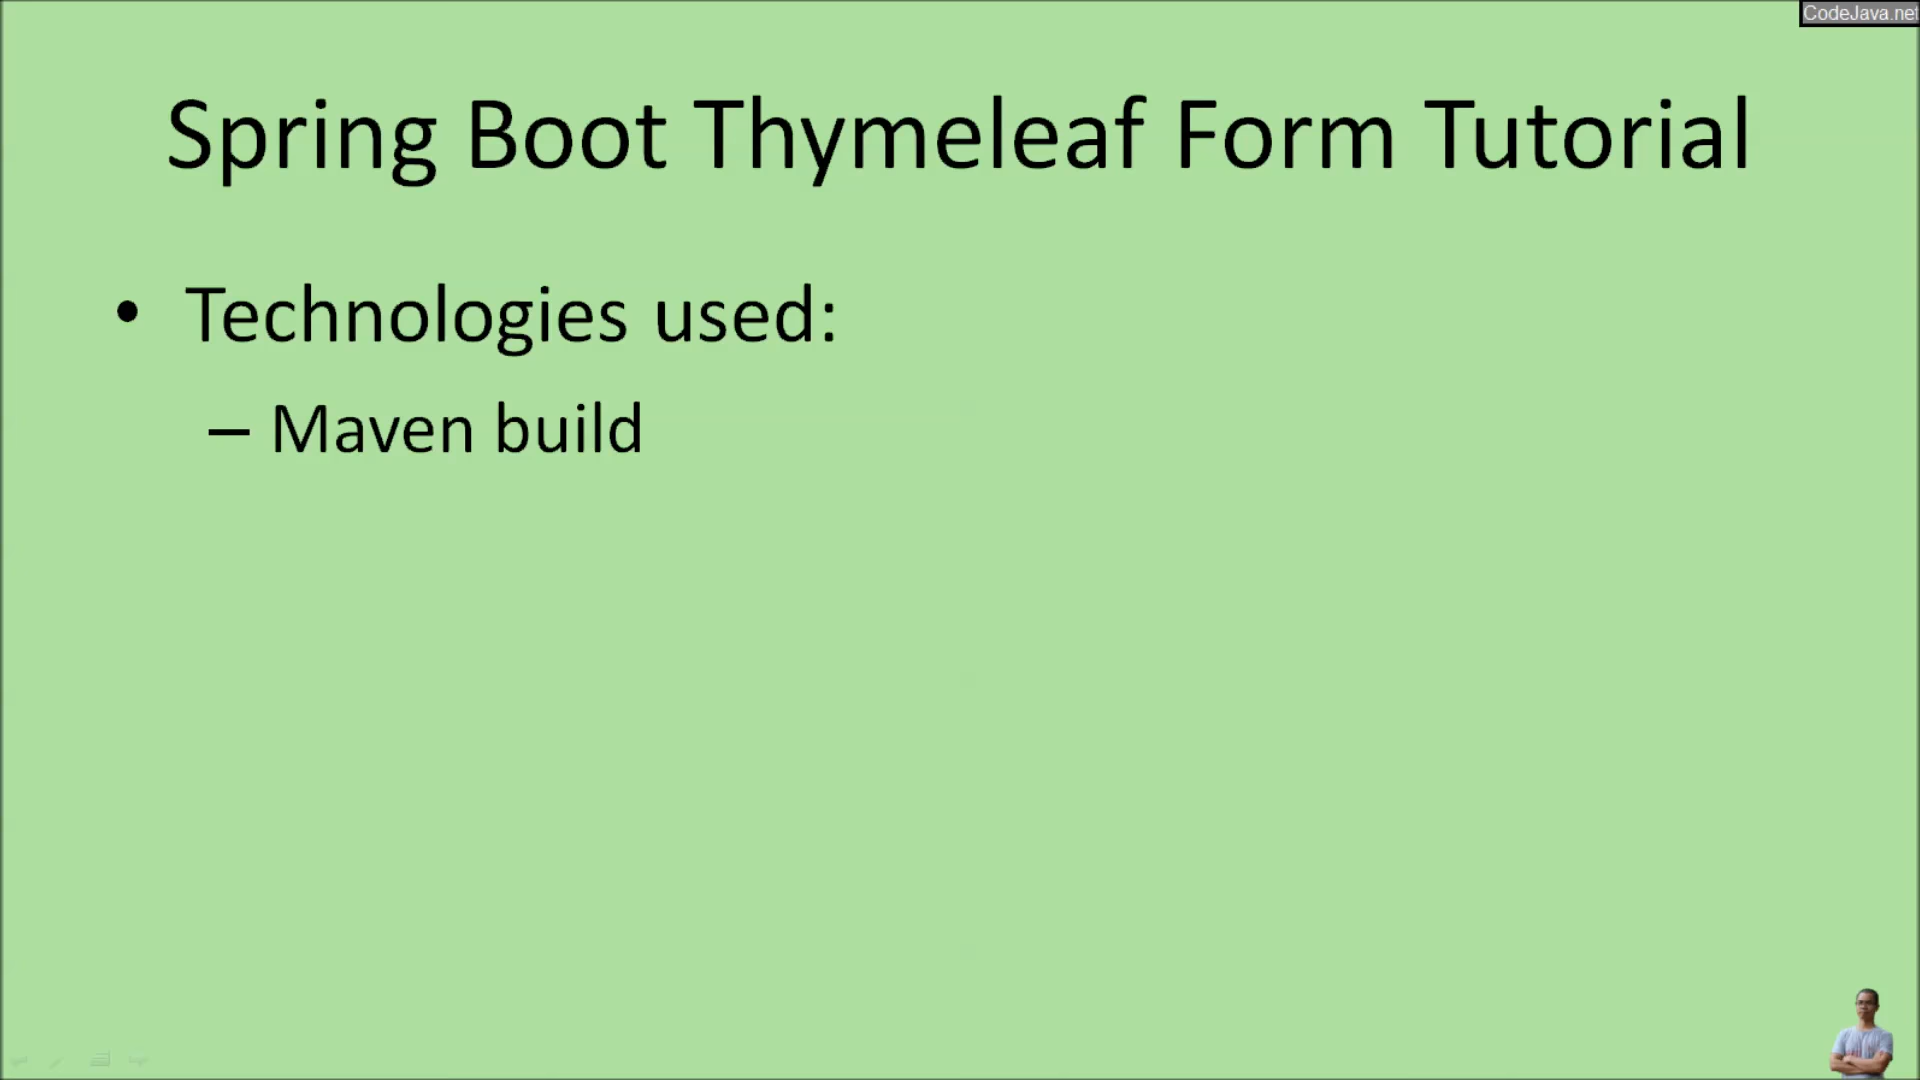 CodeJava.net
Spring Boot Thymeleaf Form Tutorial
• Technologies used:
– Maven build